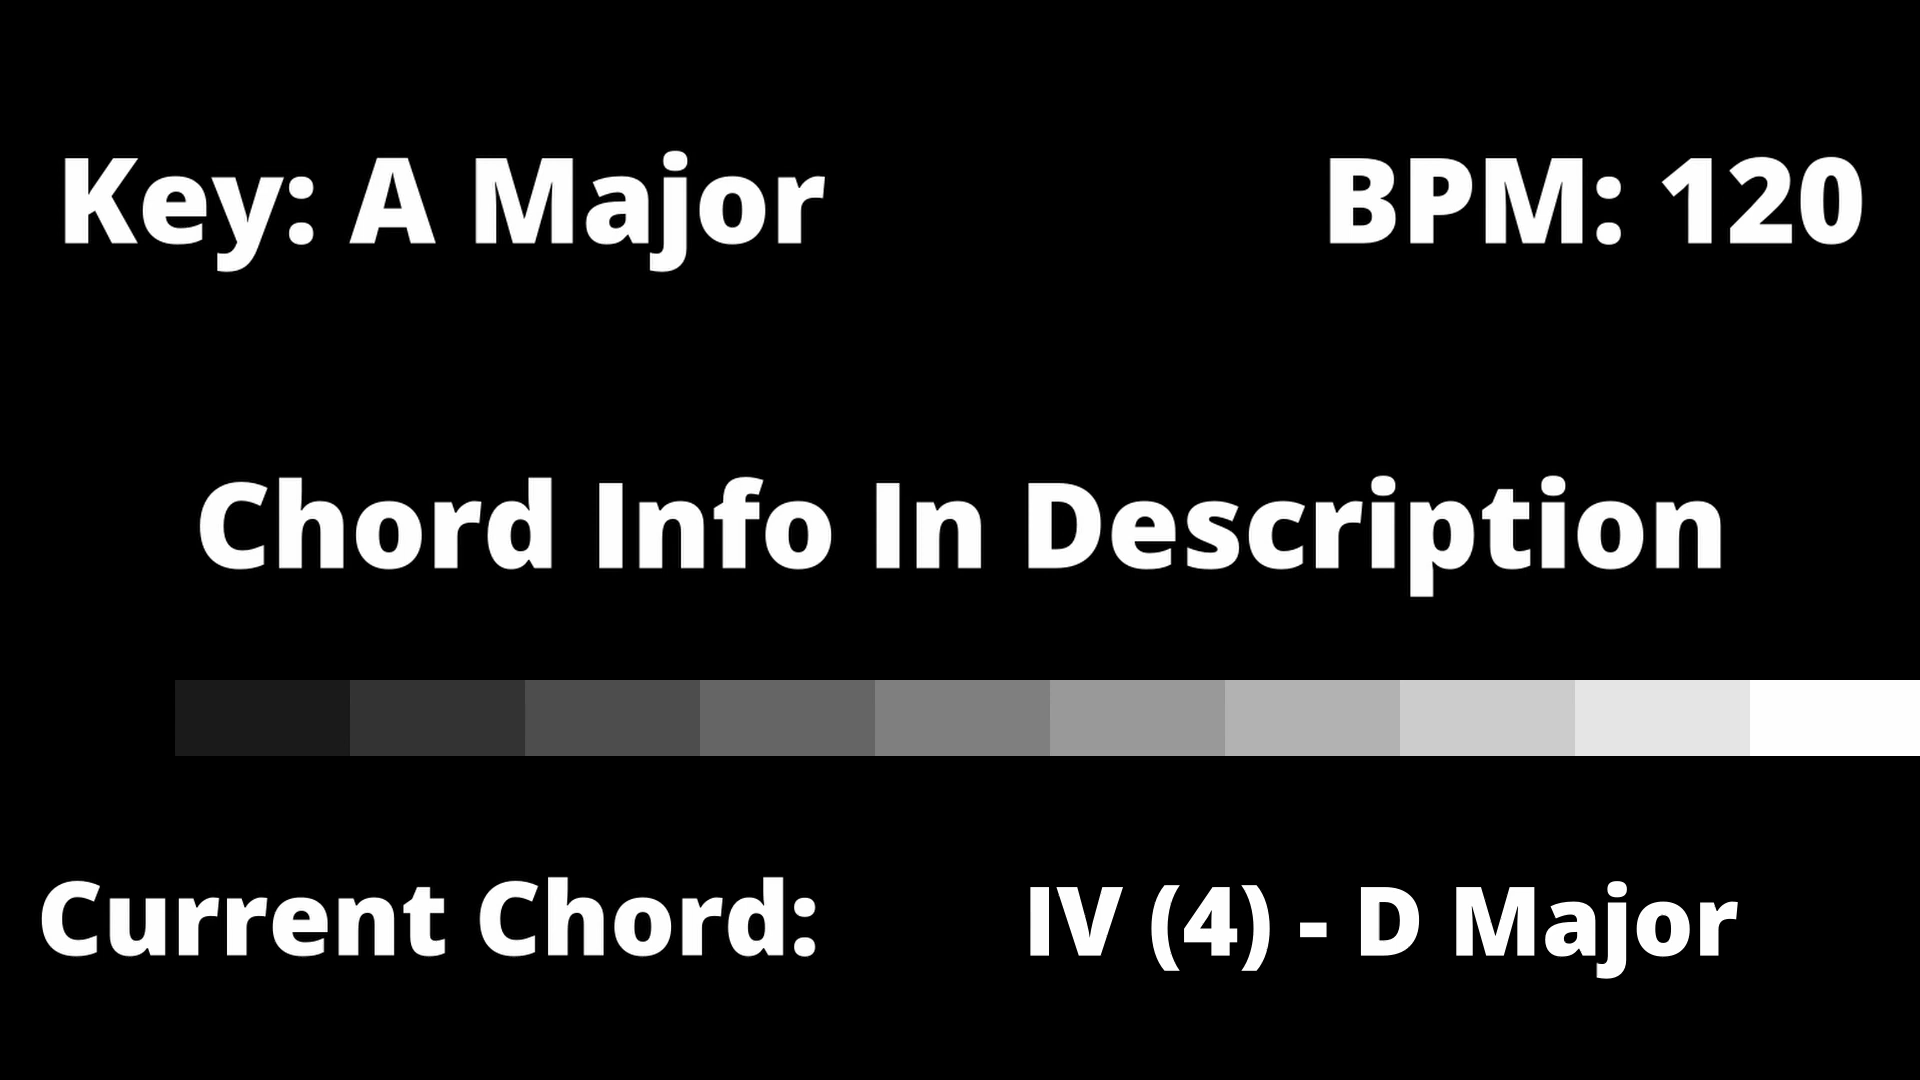 Key: A Major BPM: 120
Chord Info In Description
Current Chord: IV (4) - D Major